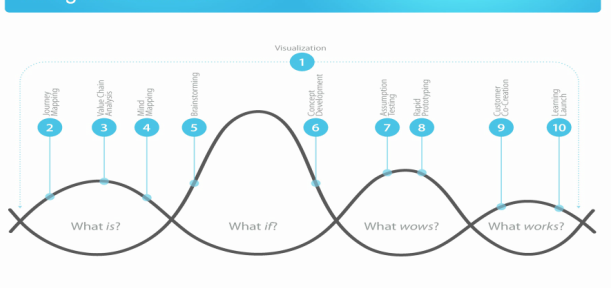 Visualization
1
Journey
Mapping
2
Value Chain
Analysis
3
Mind
Mapping
4
Brainstorming
5
Concept
Development
6
Assumption
Testing
7
Rapid
Prototyping
8
Customer
Co-Creation
9
Learning
Launch
10
What is?
What if?
What wows?
What works?